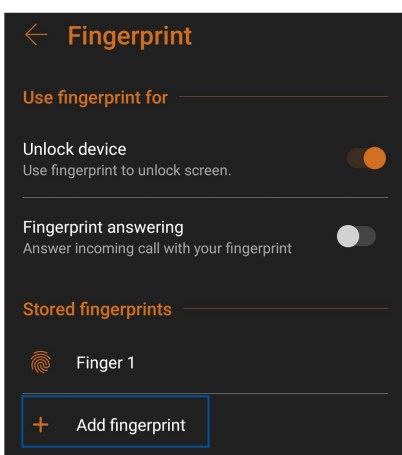 Fingerprint
Use fingerprint for
Unlock device
Use fingerprint to unlock screen.
Fingerprint answering
Answer incoming call with your fingerprint
Stored fingerprints
Finger 1
Add fingerprint